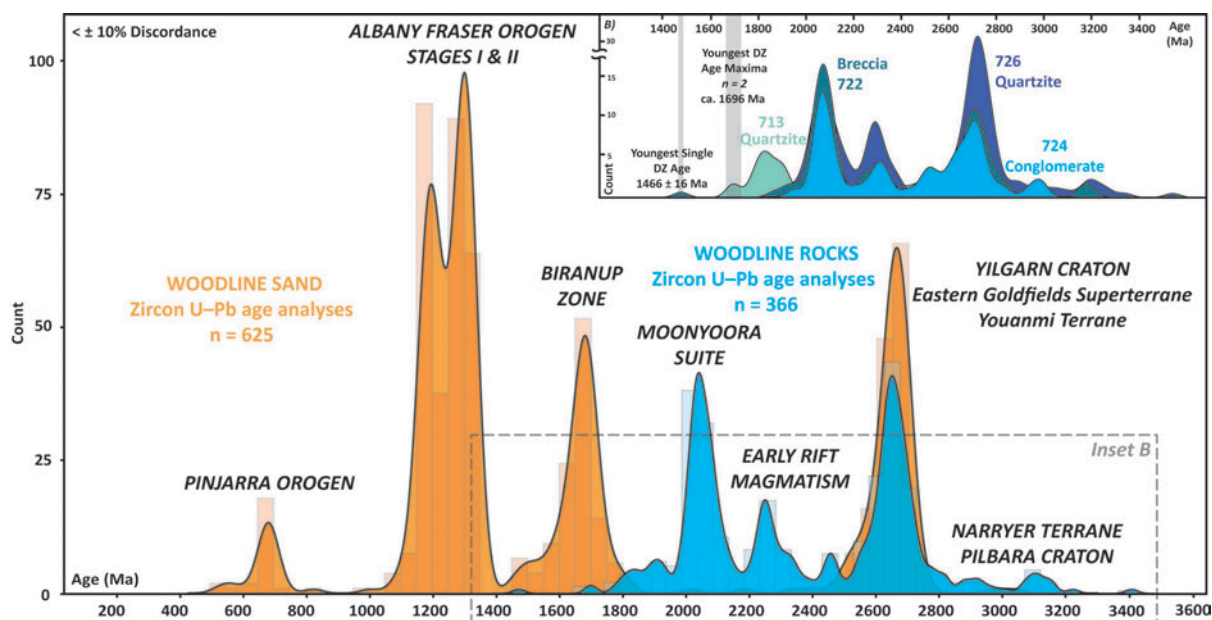 < ± 10% Discordance
ALBANY FRASER OROGEN
STAGES I & II
100
75
50
25
0
Count
WOODLINE SAND
Zircon U–Pb age analyses
n = 625
PINJARRA OROGEN
BIRANUP
ZONE
WOODLINE ROCKS
Zircon U–Pb age analyses
n = 366
MOONYOORA
SUITE
EARLY RIFT
MAGMATISM
YILGARN CRATON
Eastern Goldfields Superterrane
Youanmi Terrane
Inset B
NARRYER TERRANE
PILBARA CRATON
Age (Ma)
200 400 600 800 1000 1200 1400 1600 1800 2000 2200 2400 2600 2800 3000 3200 3400 3600
B)
1400 1600 1800 2000 2200 2400 2600 2800 3000 3200 3400
Age
(Ma)
30
15
10
5
Count
Youngest DZ
Age Maxima
n = 2
ca. 1696 Ma
Youngest Single
DZ Age
1466 ± 16 Ma
713
Quartzite
Breccia
722
726
Quartzite
724
Conglomerate